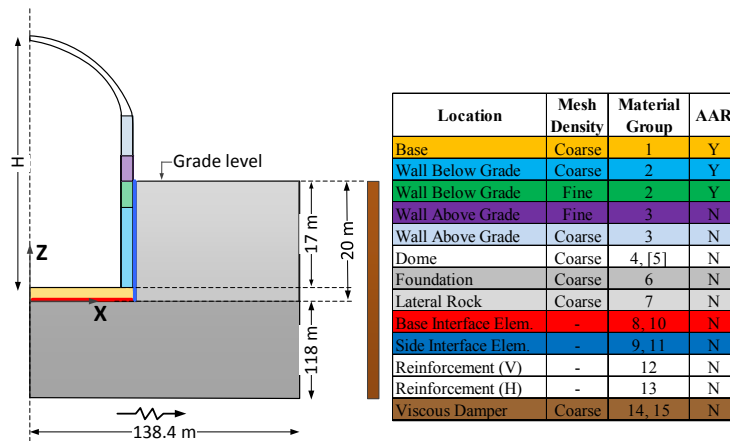 H
Grade level
Z
X
17 m
20 m
118 m
138.4 m
Location Mesh Density Material Group AAR
Base Coarse 1 Y
Wall Below Grade Coarse 2 Y
Wall Below Grade Fine 2 Y
Wall Above Grade Fine 3 N
Wall Above Grade Coarse 3 N
Dome Coarse 4, [5] N
Foundation Coarse 6 N
Lateral Rock Coarse 7 N
Base Interface Elem. - 8, 10 N
Side Interface Elem. - 9, 11 N
Reinforcement (V) - 12 N
Reinforcement (H) - 13 N
Viscous Damper Coarse 14, 15 N